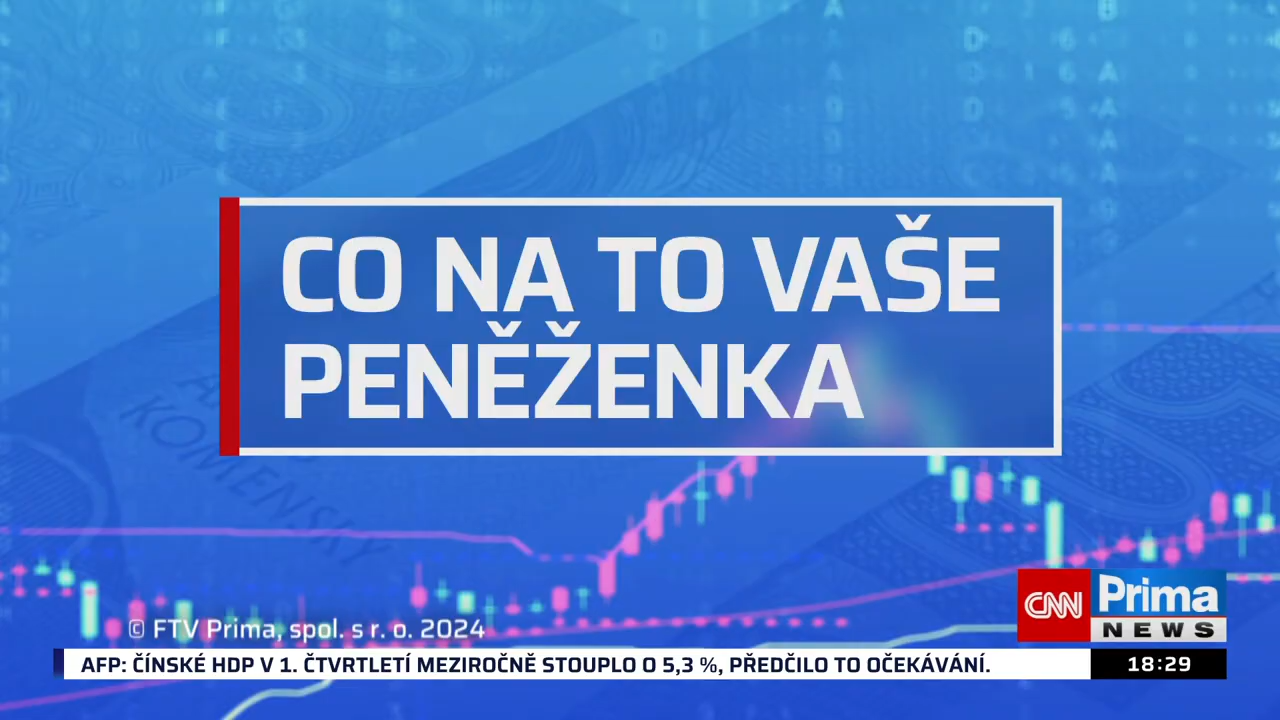 CO NA TO VAŠE
PENĚŽENKA
KOMENSKÝ
© FTV Prima, spol. s r. o. 2024
CNN Prima
NEWS
AFP: ČÍNSKÉ HDP V 1. ČTVRTLETÍ MEZIROČNĚ STOUPLO O 5,3 %, PŘEDČILO TO OČEKÁVÁNÍ.
18:29